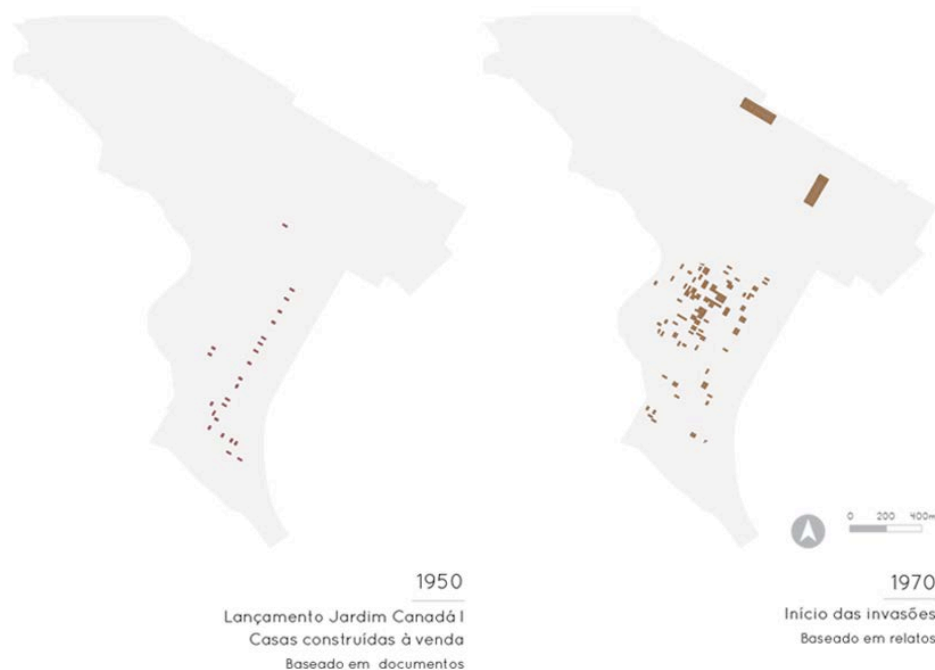 0 200 400m
1950
Lançamento Jardim Canadá I
Casas construídas à venda
Baseado em documentos
1970
Início das invasões
Baseado em relatos